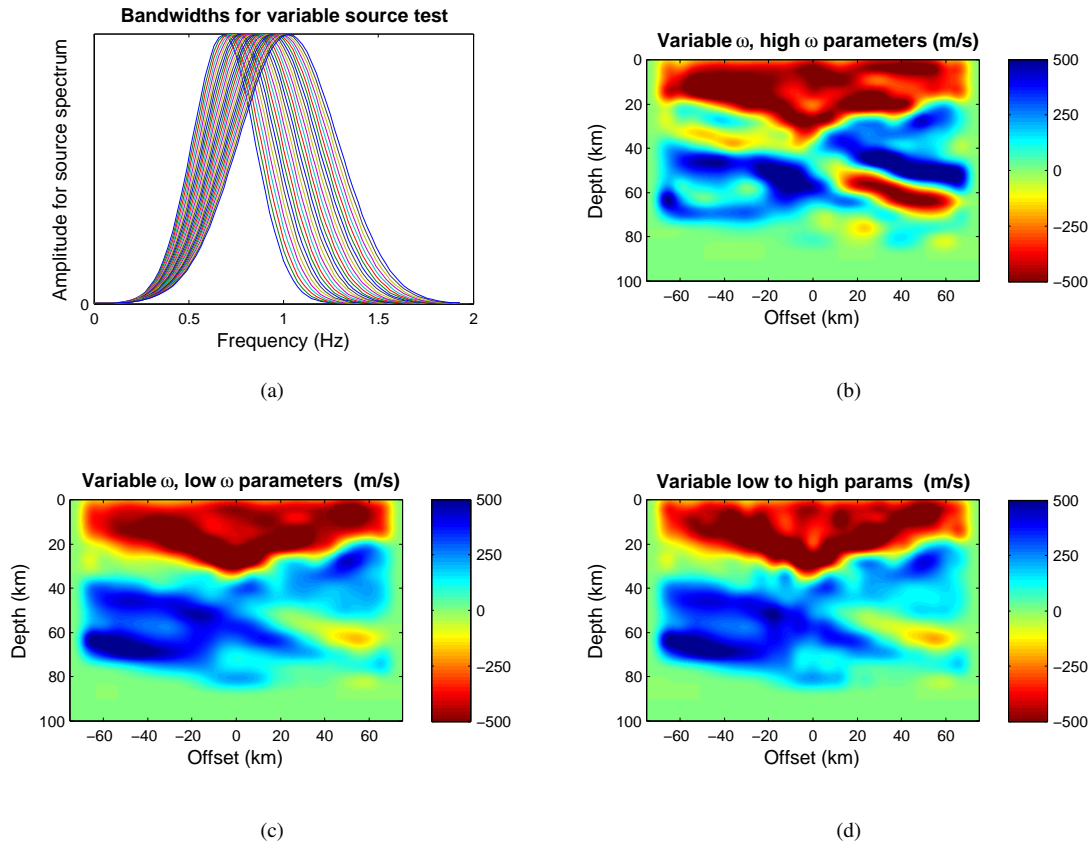 Bandwidths for variable source test
Amplitude for source spectrum
0
0 0.5 1 1.5 2
Frequency (Hz)
(a)
Variable ω, high ω parameters (m/s)
Depth (km)
0
20
40
60
80
100
−60 −40 −20 0 20 40 60
Offset (km)
500
250
0
−250
−500
(b)
Variable ω, low ω parameters (m/s)
Depth (km)
0
20
40
60
80
100
−60 −40 −20 0 20 40 60
Offset (km)
500
250
0
−250
−500
(c)
Variable low to high params (m/s)
Depth (km)
0
20
40
60
80
100
−60 −40 −20 0 20 40 60
Offset (km)
500
250
0
−250
−500
(d)